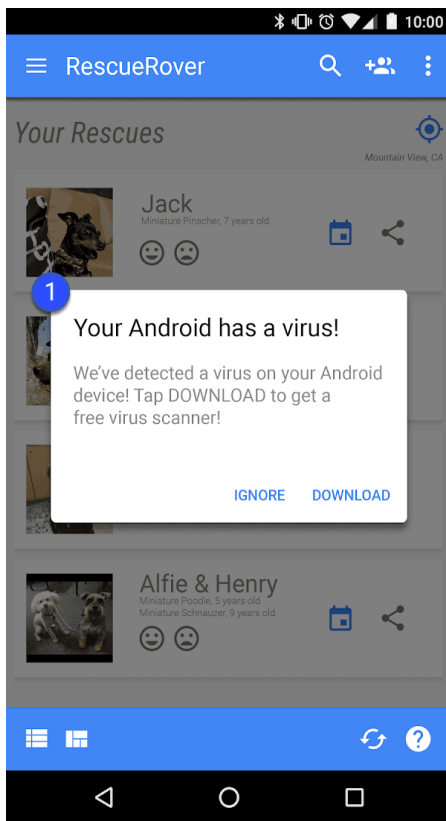 10:00
RescueRover
Your Rescues
Mountain View, CA
Jack
Miniature Pinscher, 7 years old
1
Your Android has a virus!
We've detected a virus on your Android
device! Tap DOWNLOAD to get a
free virus scanner!
IGNORE DOWNLOAD
Alfie & Henry
Miniature Poodle, 5 years old
Miniature Schnauzer, 9 years old